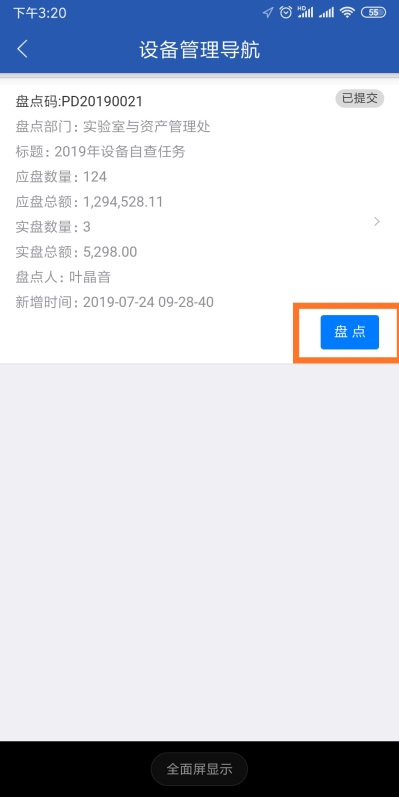 下午3:20
HD
55
设备管理导航
盘点码:PD20190021
已提交
盘点部门: 实验室与资产管理处
标题: 2019年设备自查任务
应盘数量: 124
应盘总额: 1,294,528.11
实盘数量: 3
实盘总额: 5,298.00
盘点人: 叶晶音
新增时间: 2019-07-24 09-28-40
盘 点
全面屏显示